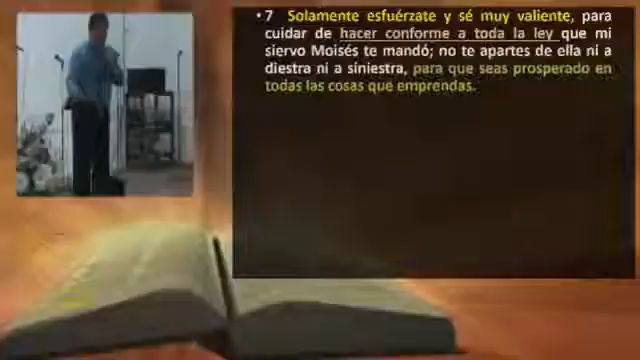 • 7 Solamente esfuérzate y sé muy valiente, para
cuidar de hacer conforme a toda la ley que mi
siervo Moisés te mandó; no te apartes de ella ni a
diestra ni a siniestra, para que seas prosperado en
todas las cosas que emprendas.